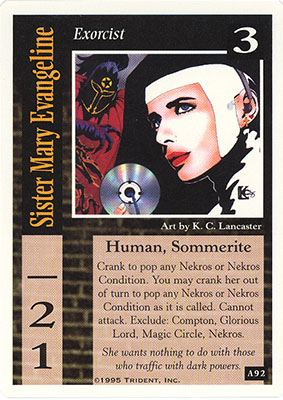 Exorcist
3
Sister Mary Evangeline
Art by K. C. Lancaster
Human, Sommerite
Crank to pop any Nekros or Nekros
Condition. You may crank her out
of turn to pop any Nekros or Nekros
Condition as it is called. Cannot
attack. Exclude: Compton, Glorious
Lord, Magic Circle, Nekros.
She wants nothing to do with those
who traffic with dark powers.
—
2
1
©1995 TRIDENT, INC.
A92